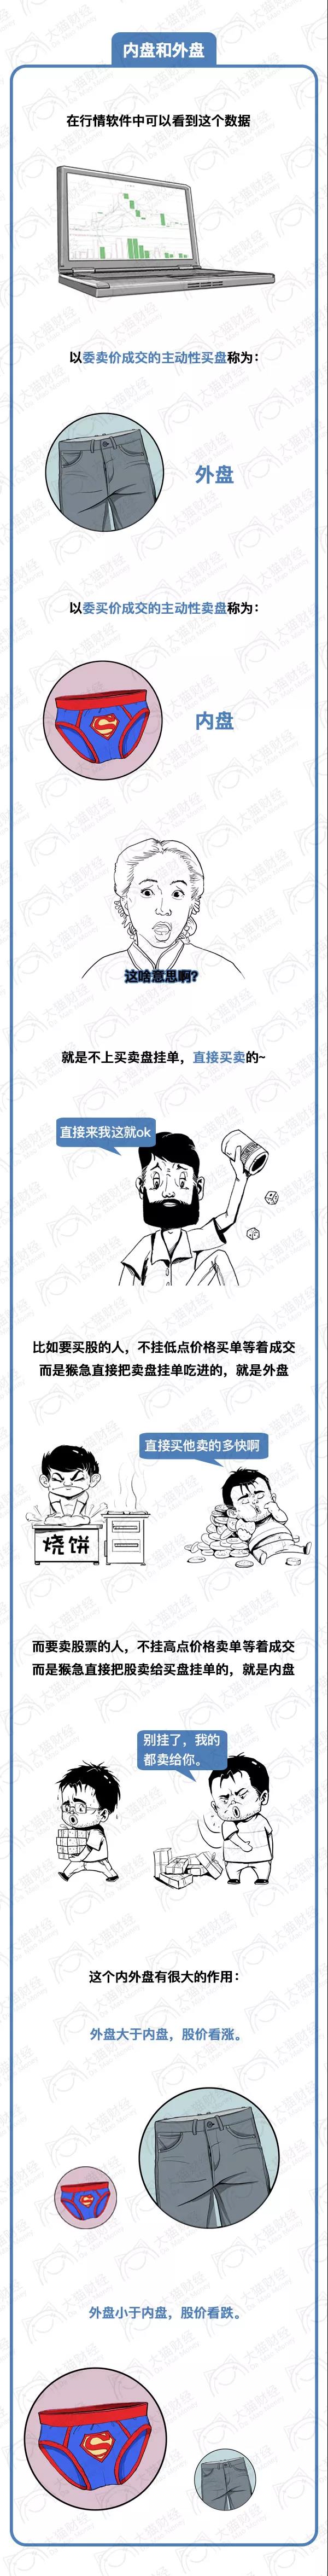 内盘和外盘
在行情软件中可以看到这个数据
以委卖价成交的主动性买盘称为：
外盘
以委买价成交的主动性卖盘称为：
内盘
这啥意思啊？
就是不上买卖盘挂单，直接买卖的~
直接来我这就ok
比如要买股的人，不挂低点价格买单等着成交
而是猴急直接把卖盘挂单吃进的，就是外盘
直接买他卖的多快啊
烧饼
而要卖股票的人，不挂高点价格卖单等着成交
而是猴急直接把股卖给买盘挂单的，就是内盘
别挂了，我的
都卖给你。
这个内外盘有很大的作用：
外盘大于内盘，股价看涨。
外盘小于内盘，股价看跌。